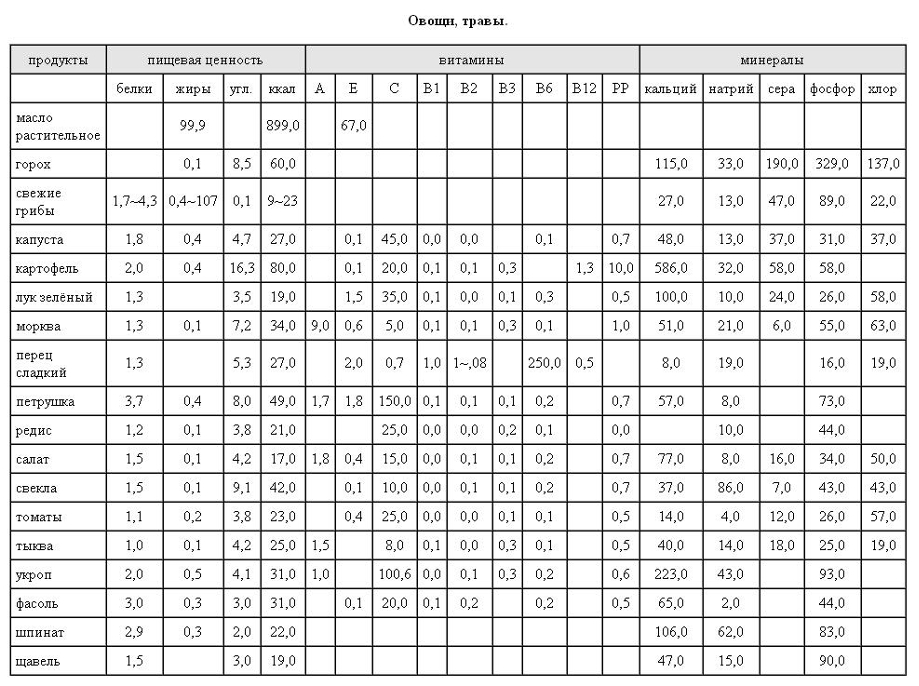 Овощи, травы.
продукты пищевая ценность витамины минералы
белки жиры угл. ккал A E C B1 B2 B3 B6 B12 PP кальций натрий сера фосфор хлор
масло
растительное 99,9 899,0 67,0
горох 0,1 8,5 60,0 115,0 33,0 190,0 329,0 137,0
свежие
грибы 1,7~4,3 0,4~107 0,1 9~23 27,0 13,0 47,0 89,0 22,0
капуста 1,8 0,4 4,7 27,0 0,1 45,0 0,0 0,0 0,1 0,7 48,0 13,0 37,0 31,0 37,0
картофель 2,0 0,4 16,3 80,0 0,1 20,0 0,1 0,1 0,3 1,3 10,0 586,0 32,0 58,0 58,0
лук зелёный 1,3 3,5 19,0 1,5 35,0 0,1 0,0 0,1 0,3 0,5 100,0 10,0 24,0 26,0 58,0
морква 1,3 0,1 7,2 34,0 9,0 0,6 5,0 0,1 0,1 0,3 0,1 1,0 51,0 21,0 6,0 55,0 63,0
перец
сладкий 1,3 5,3 27,0 2,0 0,7 1,0 1~,08 250,0 0,5 8,0 19,0 16,0 19,0
петрушка 3,7 0,4 8,0 49,0 1,7 1,8 150,0 0,1 0,1 0,1 0,2 0,7 57,0 8,0 73,0
редис 1,2 0,1 3,8 21,0 25,0 0,0 0,0 0,2 0,1 0,0 10,0 44,0
салат 1,5 0,1 4,2 17,0 1,8 0,4 15,0 0,0 0,1 0,1 0,2 0,7 77,0 8,0 16,0 34,0 50,0
свекла 1,5 0,1 9,1 42,0 0,1 10,0 0,0 0,1 0,1 0,2 0,7 37,0 86,0 7,0 43,0 43,0
томаты 1,1 0,2 3,8 23,0 0,4 25,0 0,0 0,0 0,1 0,1 0,5 14,0 4,0 12,0 26,0 57,0
тыква 1,0 0,1 4,2 25,0 1,5 8,0 0,1 0,0 0,3 0,1 0,5 40,0 14,0 18,0 25,0 19,0
укроп 2,0 0,5 4,1 31,0 1,0 100,6 0,0 0,1 0,3 0,2 0,6 223,0 43,0 93,0
фасоль 3,0 0,3 3,0 31,0 0,1 20,0 0,1 0,2 0,2 0,5 65,0 2,0 44,0
шпинат 2,9 0,3 2,0 22,0 106,0 62,0 83,0
щавель 1,5 3,0 19,0 47,0 15,0 90,0